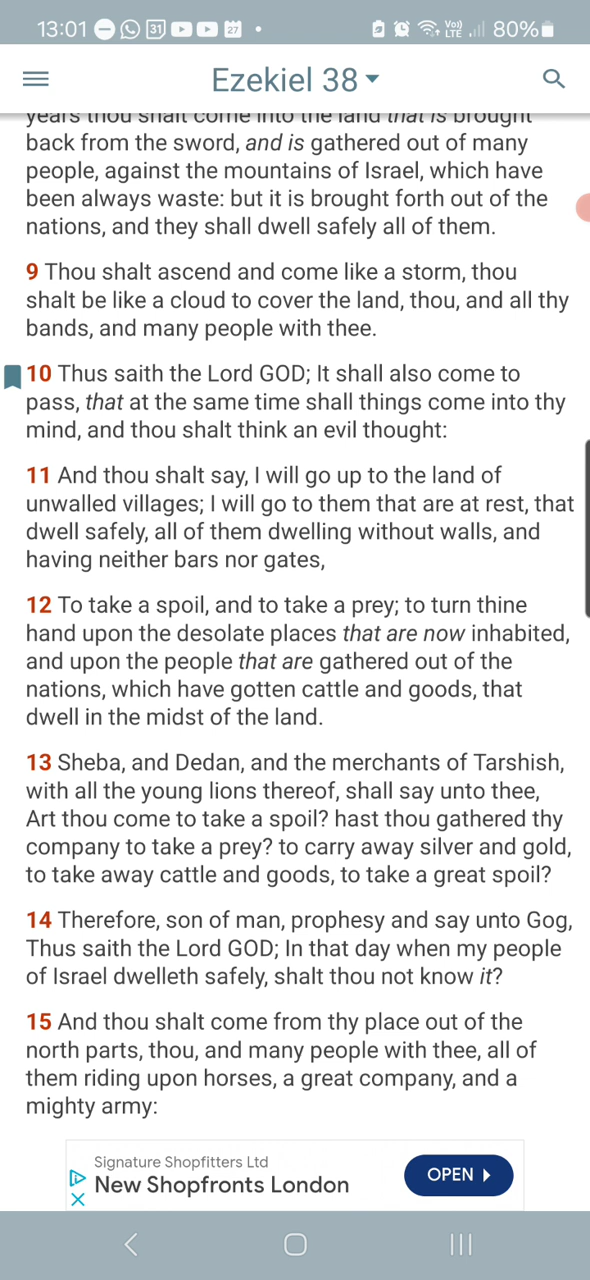 13:01 31 27 Vo)) LTE 80%
Ezekiel 38
years thou shalt come into the land that is brought
back from the sword, and is gathered out of many
people, against the mountains of Israel, which have
been always waste: but it is brought forth out of the
nations, and they shall dwell safely all of them.
9 Thou shalt ascend and come like a storm, thou
shalt be like a cloud to cover the land, thou, and all thy
bands, and many people with thee.
10 Thus saith the Lord GOD; It shall also come to
pass, that at the same time shall things come into thy
mind, and thou shalt think an evil thought:
11 And thou shalt say, I will go up to the land of
unwalled villages; I will go to them that are at rest, that
dwell safely, all of them dwelling without walls, and
having neither bars nor gates,
12 To take a spoil, and to take a prey; to turn thine
hand upon the desolate places that are now inhabited,
and upon the people that are gathered out of the
nations, which have gotten cattle and goods, that
dwell in the midst of the land.
13 Sheba, and Dedan, and the merchants of Tarshish,
with all the young lions thereof, shall say unto thee,
Art thou come to take a spoil? hast thou gathered thy
company to take a prey? to carry away silver and gold,
to take away cattle and goods, to take a great spoil?
14 Therefore, son of man, prophesy and say unto Gog,
Thus saith the Lord GOD; In that day when my people
of Israel dwelleth safely, shalt thou not know it?
15 And thou shalt come from thy place out of the
north parts, thou, and many people with thee, all of
them riding upon horses, a great company, and a
mighty army:
Signature Shopfitters Ltd
New Shopfronts London
OPEN